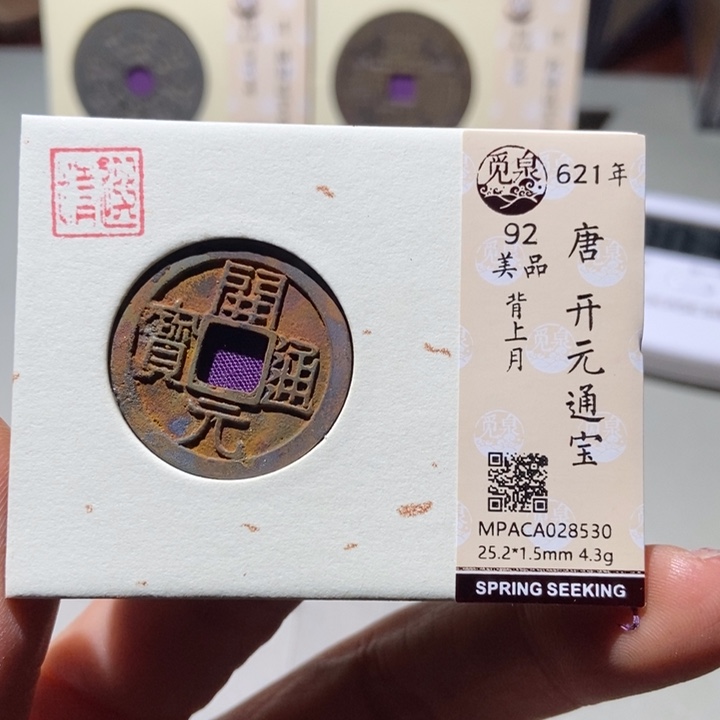 開
元
通
寶
觅泉
621年
92
美品
背上月
唐 开元通宝
MPACA028530
25.2*1.5mm 4.3g
SPRING SEEKING